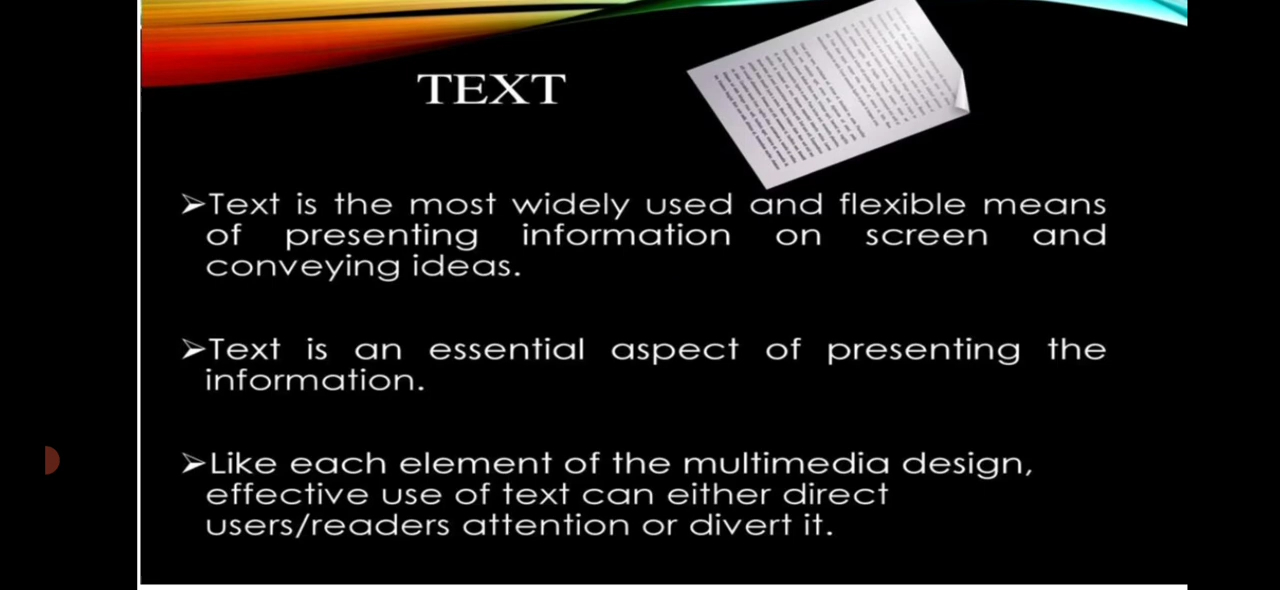 TEXT
➢Text is the most widely used and flexible means
of presenting information on screen and
conveying ideas.
➢Text is an essential aspect of presenting the
information.
➢Like each element of the multimedia design,
effective use of text can either direct
users/readers attention or divert it.